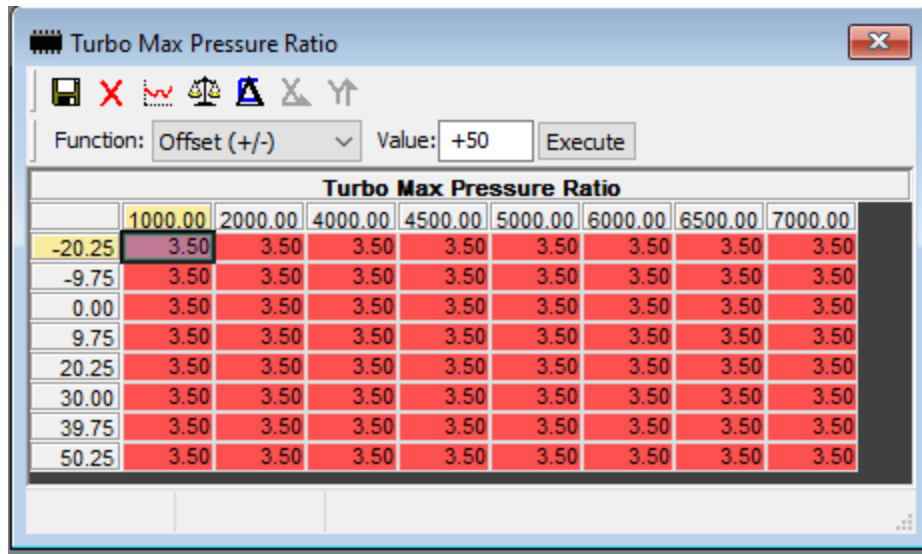 Turbo Max Pressure Ratio
Function: Offset (+/-) Value: +50 Execute
Turbo Max Pressure Ratio
1000.00 2000.00 4000.00 4500.00 5000.00 6000.00 6500.00 7000.00
-20.25 3.50 3.50 3.50 3.50 3.50 3.50 3.50 3.50
-9.75 3.50 3.50 3.50 3.50 3.50 3.50 3.50 3.50
0.00 3.50 3.50 3.50 3.50 3.50 3.50 3.50 3.50
9.75 3.50 3.50 3.50 3.50 3.50 3.50 3.50 3.50
20.25 3.50 3.50 3.50 3.50 3.50 3.50 3.50 3.50
30.00 3.50 3.50 3.50 3.50 3.50 3.50 3.50 3.50
39.75 3.50 3.50 3.50 3.50 3.50 3.50 3.50 3.50
50.25 3.50 3.50 3.50 3.50 3.50 3.50 3.50 3.50